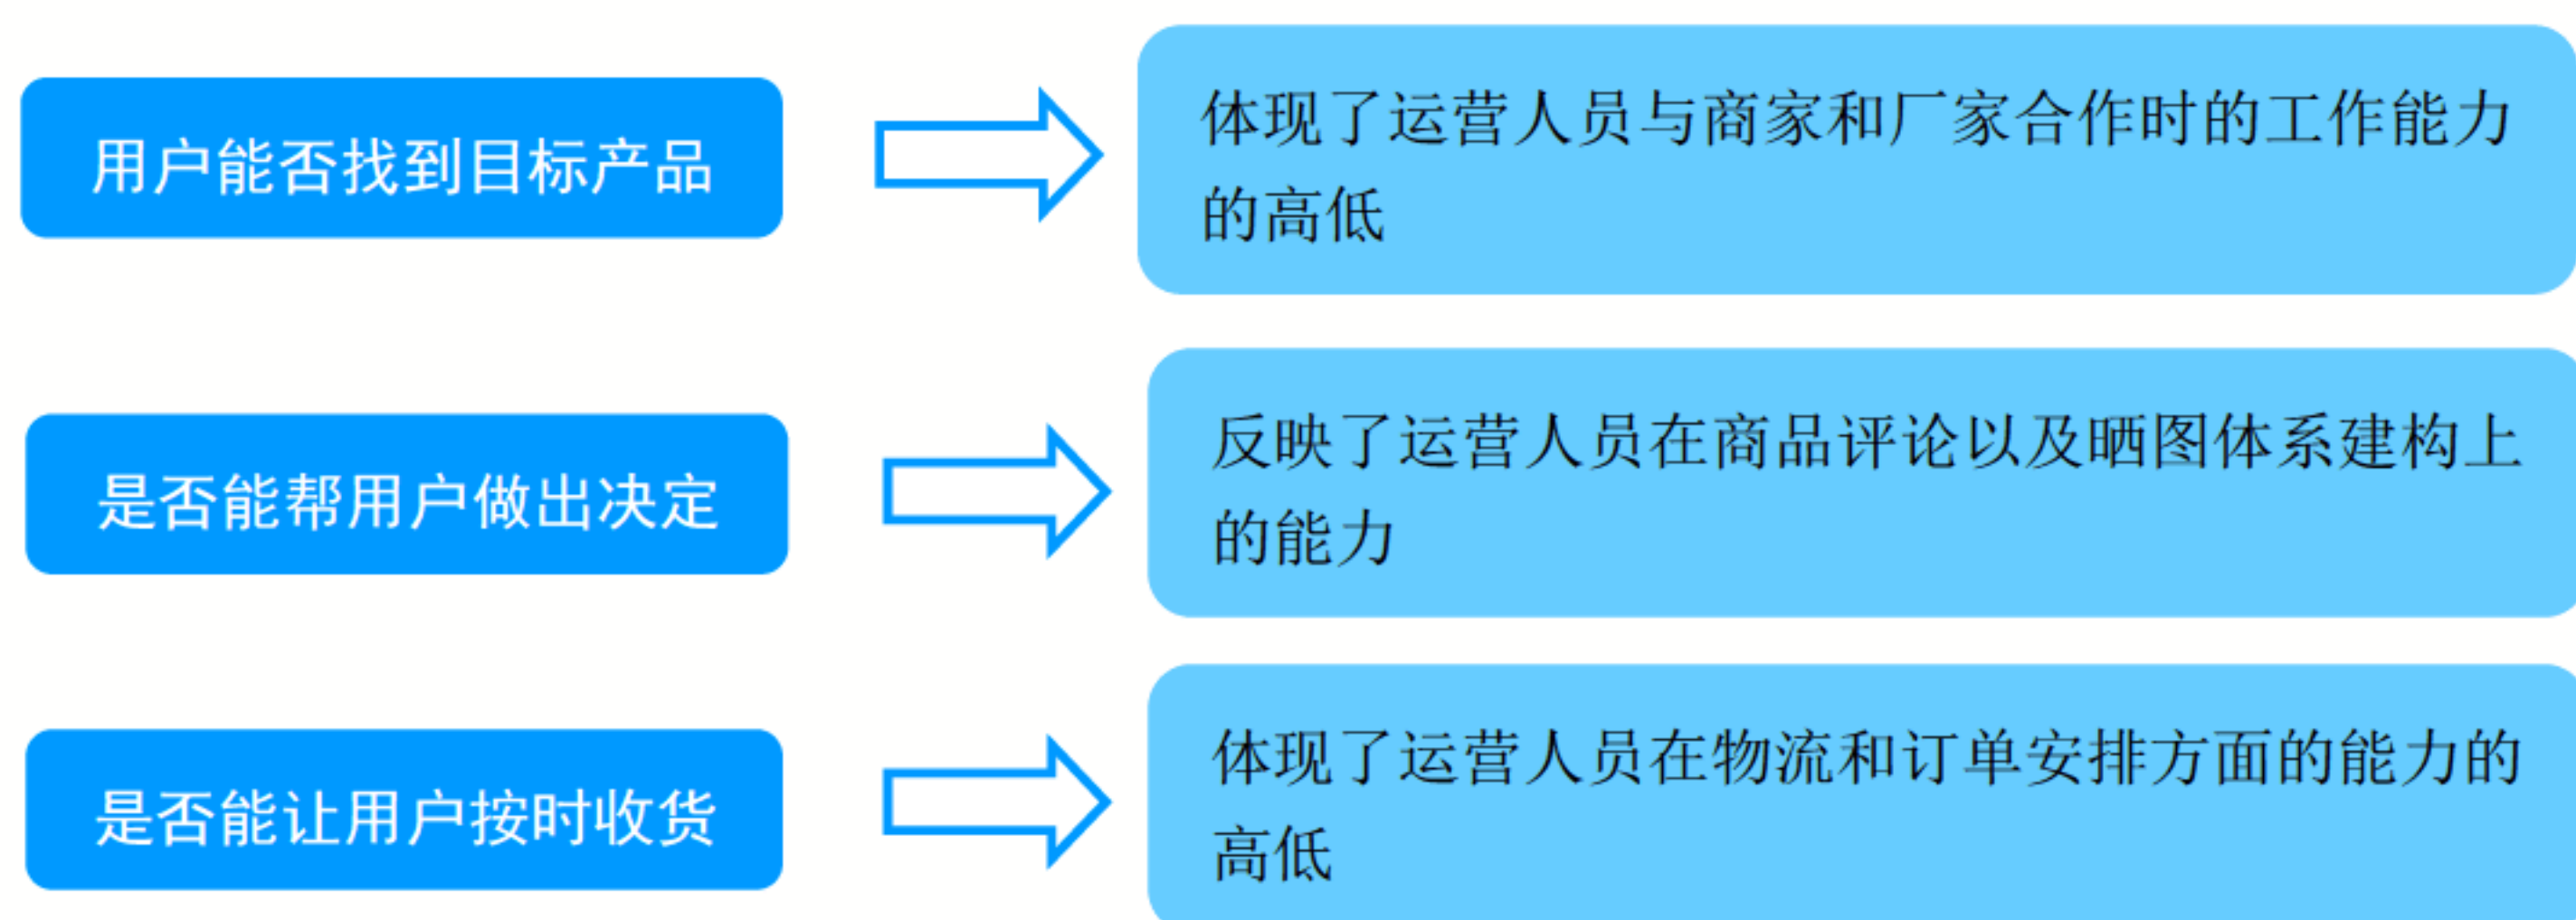 用户能否找到目标产品
体现了运营人员与商家和厂家合作时的工作能力
的高低
是否能帮用户做出决定
反映了运营人员在商品评论以及晒图体系建构上
的能力
是否能让用户按时收货
体现了运营人员在物流和订单安排方面的能力的
高低